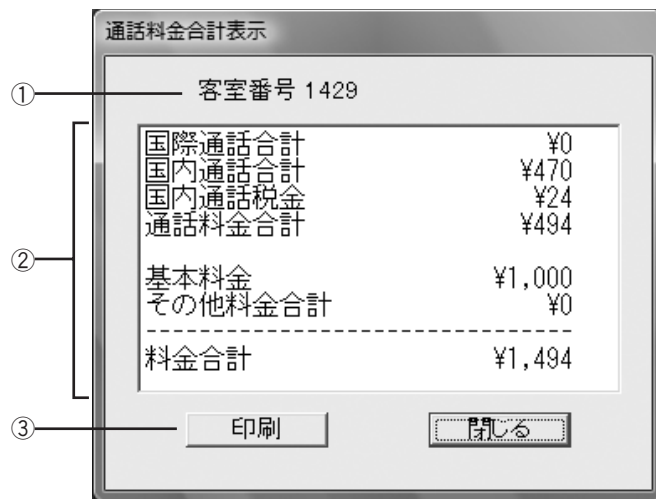 通話料金合計表示
① 客室番号 1429
②
国際通話合計 ¥0
国内通話合計 ¥470
国内通話税金 ¥24
通話料金合計 ¥494
基本料金 ¥1,000
その他料金合計 ¥0
--------------------------------
料金合計 ¥1,494
③ 印刷 閉じる